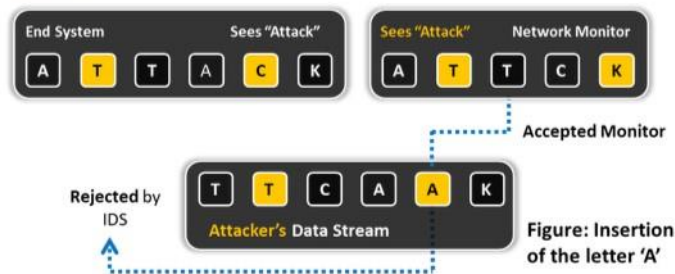 End System Sees "Attack"
A T T A C K
Sees "Attack" Network Monitor
A T T C K
Accepted Monitor
T T C A A K
Attacker's Data Stream
Rejected by
IDS
Figure: Insertion
of the letter 'A'